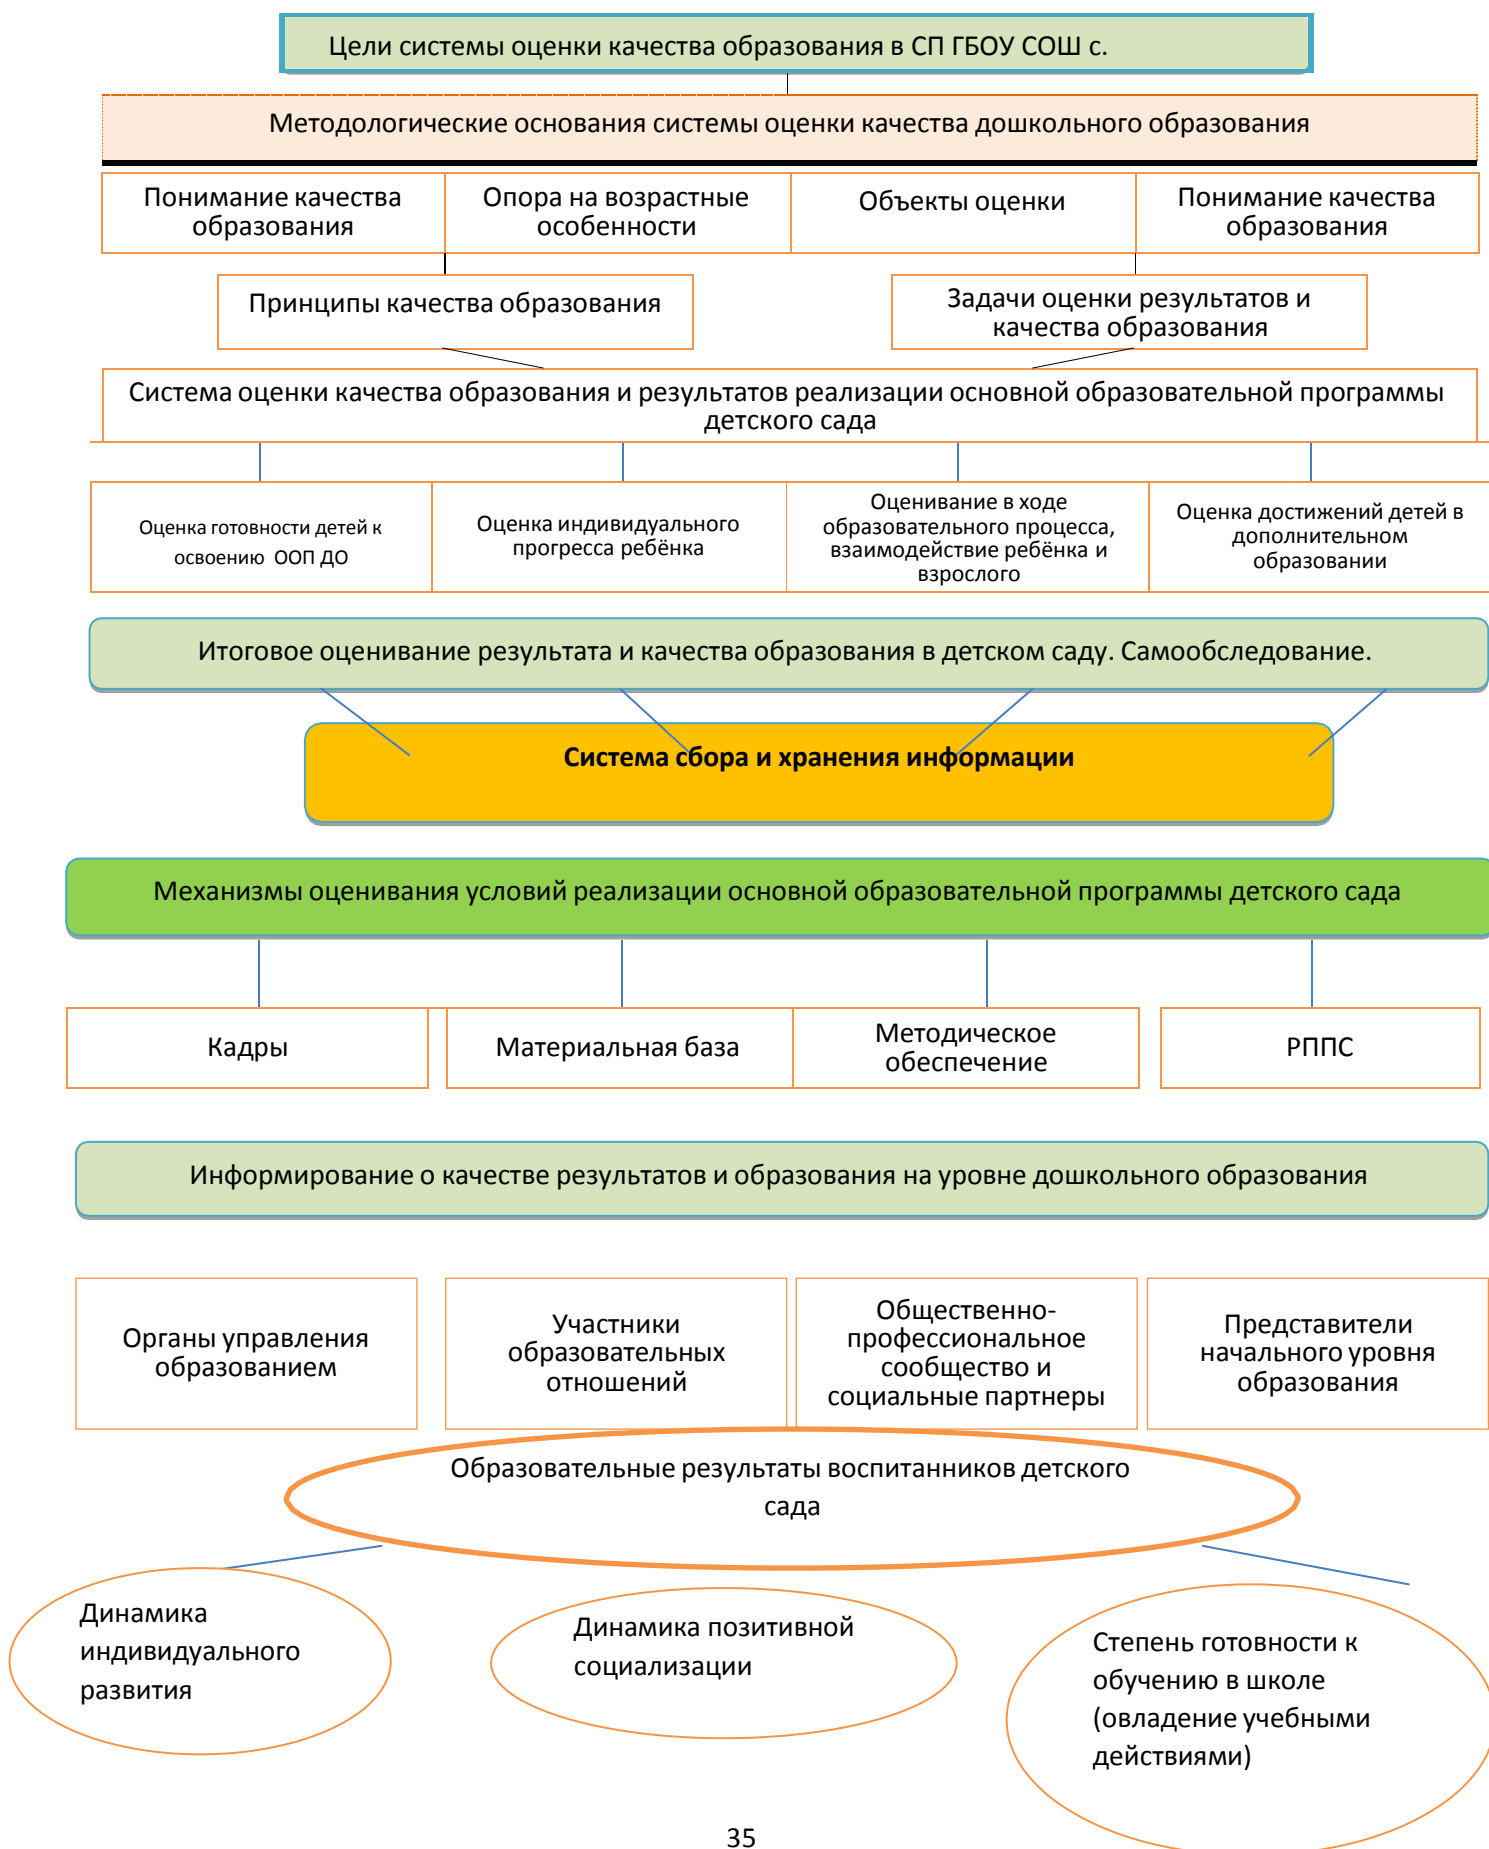 Цели системы оценки качества образования в СП ГБОУ СОШ с.
Методологические основания системы оценки качества дошкольного образования
Понимание качества
образования
Опора на возрастные
особенности
Объекты оценки
Понимание качества
образования
Принципы качества образования
Задачи оценки результатов и
качества образования
Система оценки качества образования и результатов реализации основной образовательной программы
детского сада
Оценка готовности детей к
освоению ООП ДО
Оценка индивидуального
прогресса ребёнка
Оценивание в ходе
образовательного процесса,
взаимодействие ребёнка и
взрослого
Оценка достижений детей в
дополнительном
образовании
Итоговое оценивание результата и качества образования в детском саду. Самообследование.
Система сбора и хранения информации
Механизмы оценивания условий реализации основной образовательной программы детского сада
Кадры
Материальная база
Методическое
обеспечение
РППС
Информирование о качестве результатов и образования на уровне дошкольного образования
Органы управления
образованием
Участники
образовательных
отношений
Общественно-
профессиональное
сообщество и
социальные партнеры
Представители
начального уровня
образования
Образовательные результаты воспитанников детского
сада
Динамика
индивидуального
развития
Динамика позитивной
социализации
Степень готовности к
обучению в школе
(овладение учебными
действиями)
35